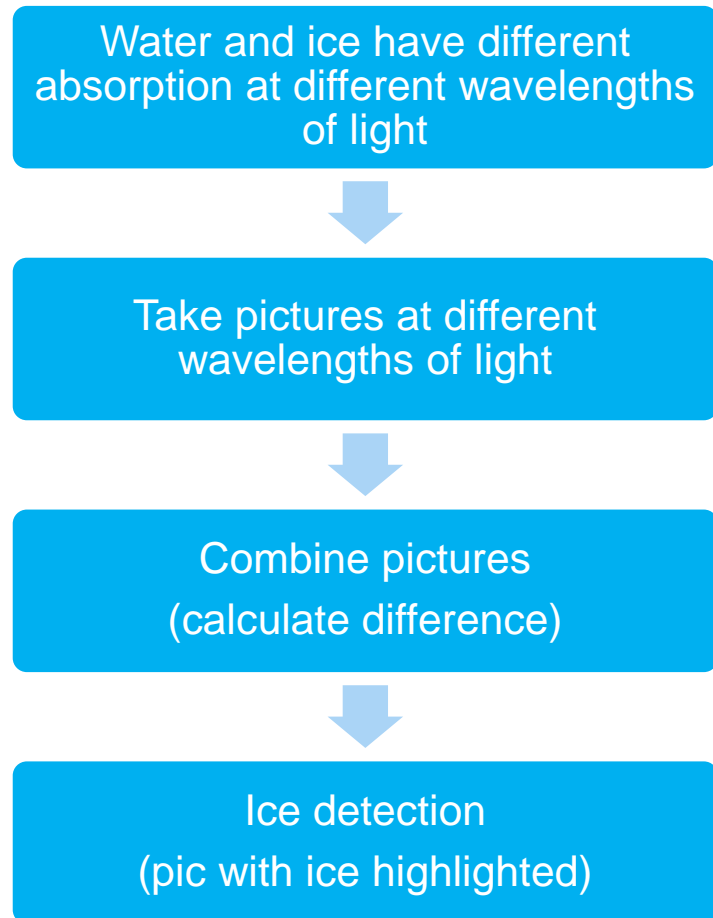 Water and ice have different
absorption at different wavelengths
of light
Take pictures at different
wavelengths of light
Combine pictures
(calculate difference)
Ice detection
(pic with ice highlighted)